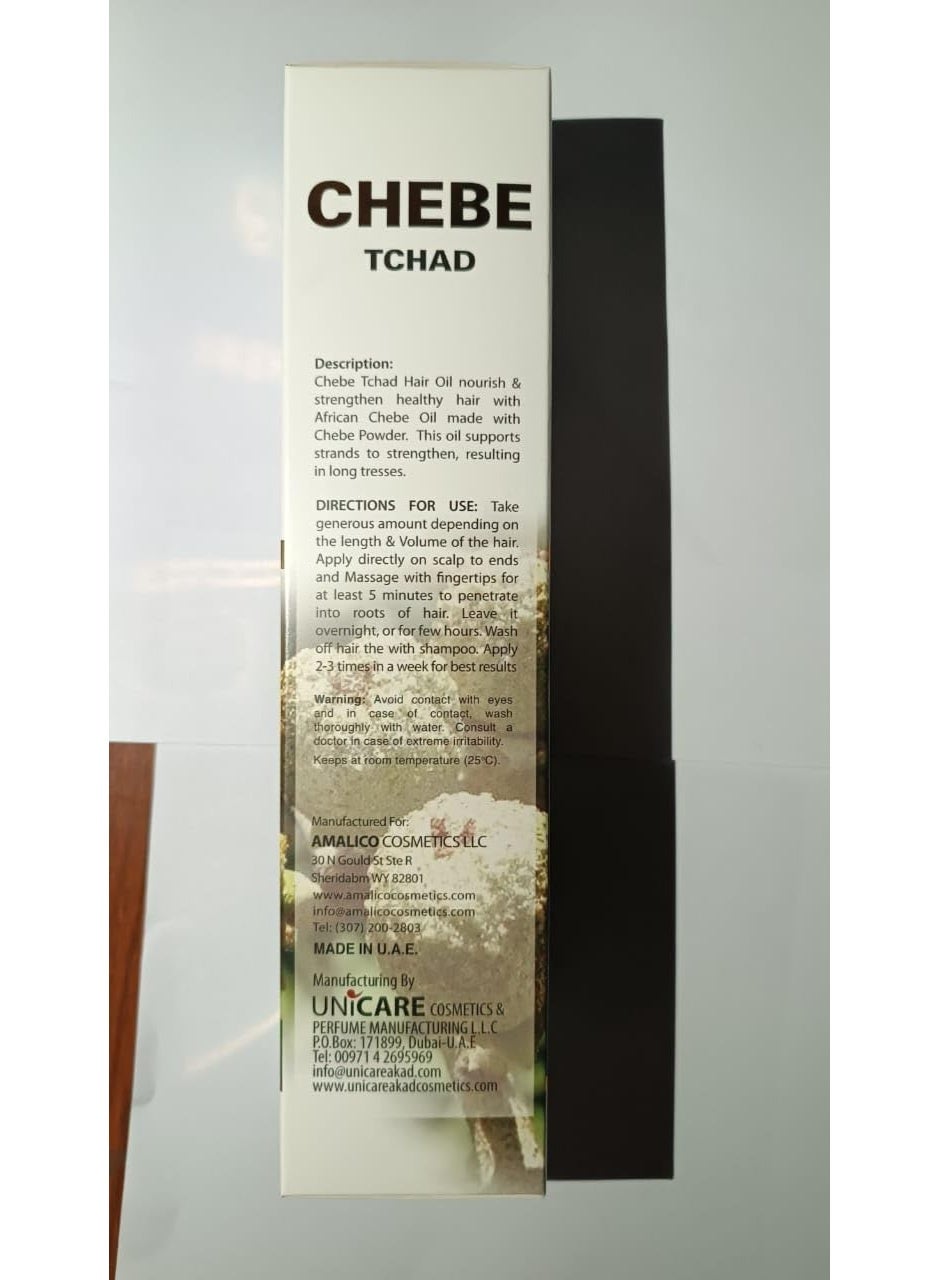 CHEBE
TCHAD
Description:
Chebe Tchad Hair Oil nourish &
strengthen healthy hair with
African Chebe Oil made with
Chebe Powder. This oil supports
strands to strengthen, resulting
in long tresses.
DIRECTIONS FOR USE: Take
generous amount depending on
the length & Volume of the hair.
Apply directly on scalp to ends
and Massage with fingertips for
at least 5 minutes to penetrate
into roots of hair. Leave it
overnight, or for few hours. Wash
off hair the with shampoo. Apply
2-3 times in a week for best results
Warning: Avoid contact with eyes
and in case of contact, wash
thoroughly with water. Consult a
doctor in case of extreme irritability.
Keeps at room temperature (25°C).
Manufactured For:
AMALICO COSMETICS LLC
30 N Gould St Ste R
Sheridabm WY 82801
www.amalicocosmetics.com
info@amalicocosmetics.com
Tel: (307) 200-2803
MADE IN U.A.E.
Manufacturing By
UNiCARE COSMETICS &
PERFUME MANUFACTURING L.L.C
P.O.Box: 171899, Dubai-U.A.E
Tel: 00971 4 2695969
info@unicareakad.com
www.unicareakadcosmetics.com